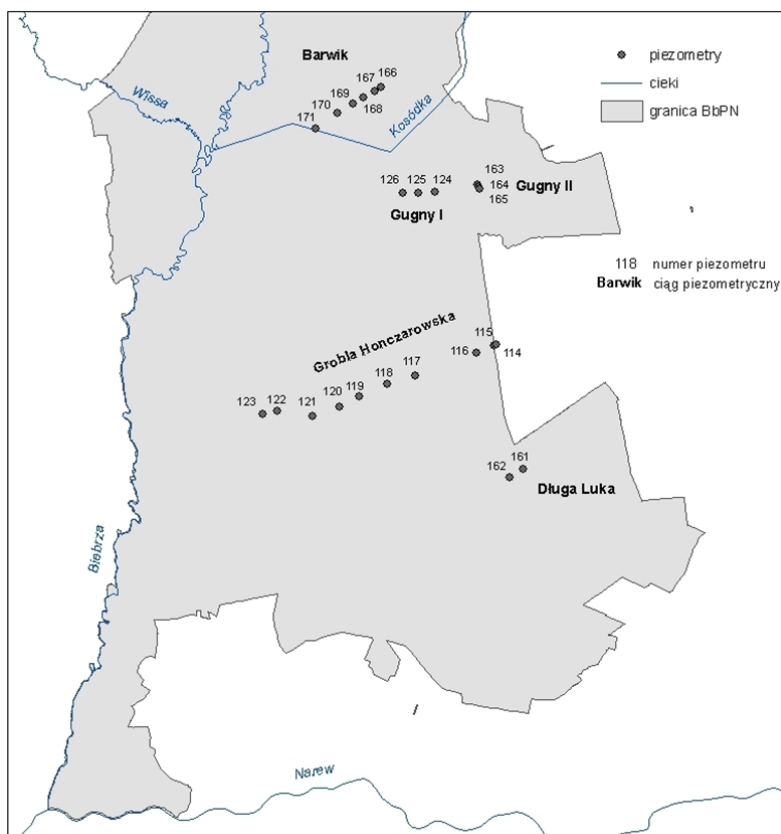 Barwik
166
167
169
168
170
171
Wissa
Kosódka
piezometry
cieki
granica BbPN
126 125 124
163
164
165
Gugny II
Gugny I
118 numer piezometru
Barwik ciąg piezometryczny
Grobla Honczarowska
115
116
114
117
118
119
120
121
122
123
161
162
Długa Luka
Biebrza
Narew